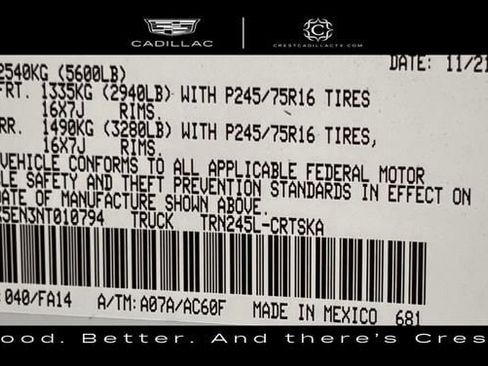 CADILLAC
CRESTCADILLACTX.COM
DATE: 11/21
2540KG (5600LB)
FRT. 1335KG (2940LB) WITH P245/75R16 TIRES
16X7J RIMS.
RR. 1490KG (3280LB) WITH P245/75R16 TIRES,
16X7J RIMS.
VEHICLE CONFORMS TO ALL APPLICABLE FEDERAL MOTOR
LE SAFETY AND THEFT PREVENTION STANDARDS IN EFFECT ON
DATE OF MANUFACTURE SHOWN ABOVE.
5EN3NT010794 TRUCK TRN245L-CRTSKA
:040/FA14 A/TM: A07A/AC60F MADE IN MEXICO 681
ood. Better. And there's Cres